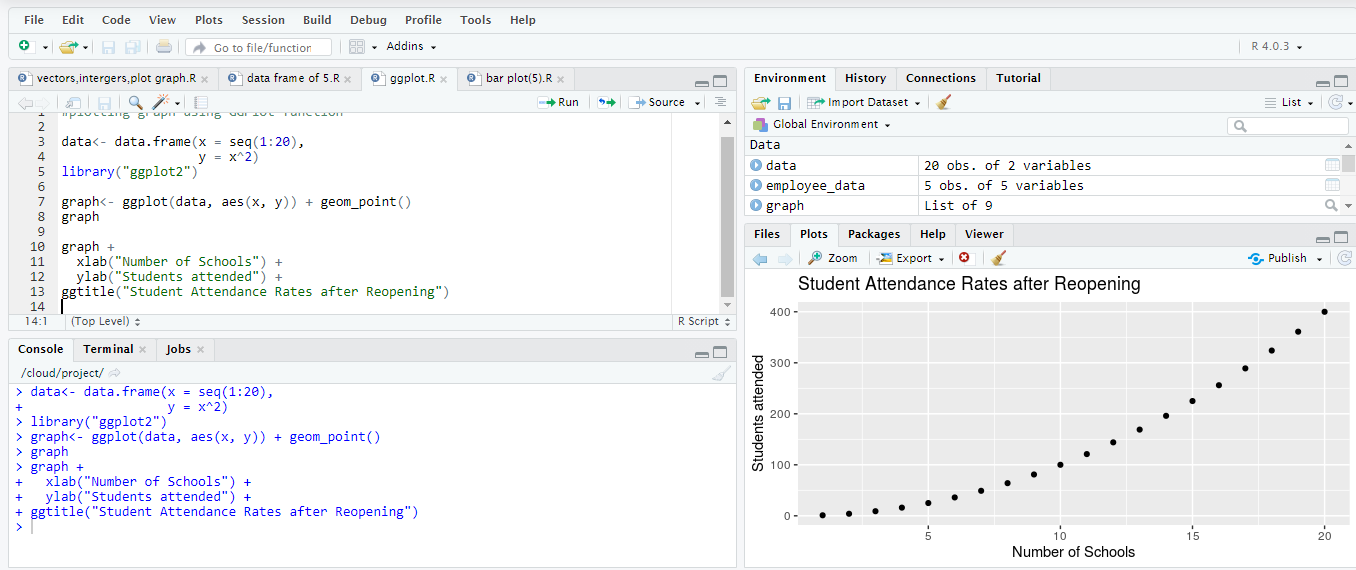 File Edit Code View Plots Session Build Debug Profile Tools Help
Go to file/function Addins R 4.0.3
vectors,intergers,plot graph.R data frame of 5.R ggplot.R bar plot(5).R
Run Source
1 #plotting graph using
2
3 data<- data.frame(x = seq(1:20),
4 y = x^2)
5 library("ggplot2")
6
7 graph<- ggplot(data, aes(x, y)) + geom_point()
8 graph
9
10 graph +
11 xlab("Number of Schools") +
12 ylab("Students attended") +
13 ggtitle("Student Attendance Rates after Reopening")
14
14:1 (Top Level) R Script
Console Terminal Jobs
/cloud/project/
> data<- data.frame(x = seq(1:20),
+ y = x^2)
> library("ggplot2")
> graph<- ggplot(data, aes(x, y)) + geom_point()
> graph
> graph +
+ xlab("Number of Schools") +
+ ylab("Students attended") +
+ ggtitle("Student Attendance Rates after Reopening")
>
Environment History Connections Tutorial
Import Dataset List
Global Environment
Data
data 20 obs. of 2 variables
employee_data 5 obs. of 5 variables
graph List of 9
Files Plots Packages Help Viewer
Zoom Export Publish
Student Attendance Rates after Reopening
400
300
200
100
0
Students attended
5 10 15 20
Number of Schools